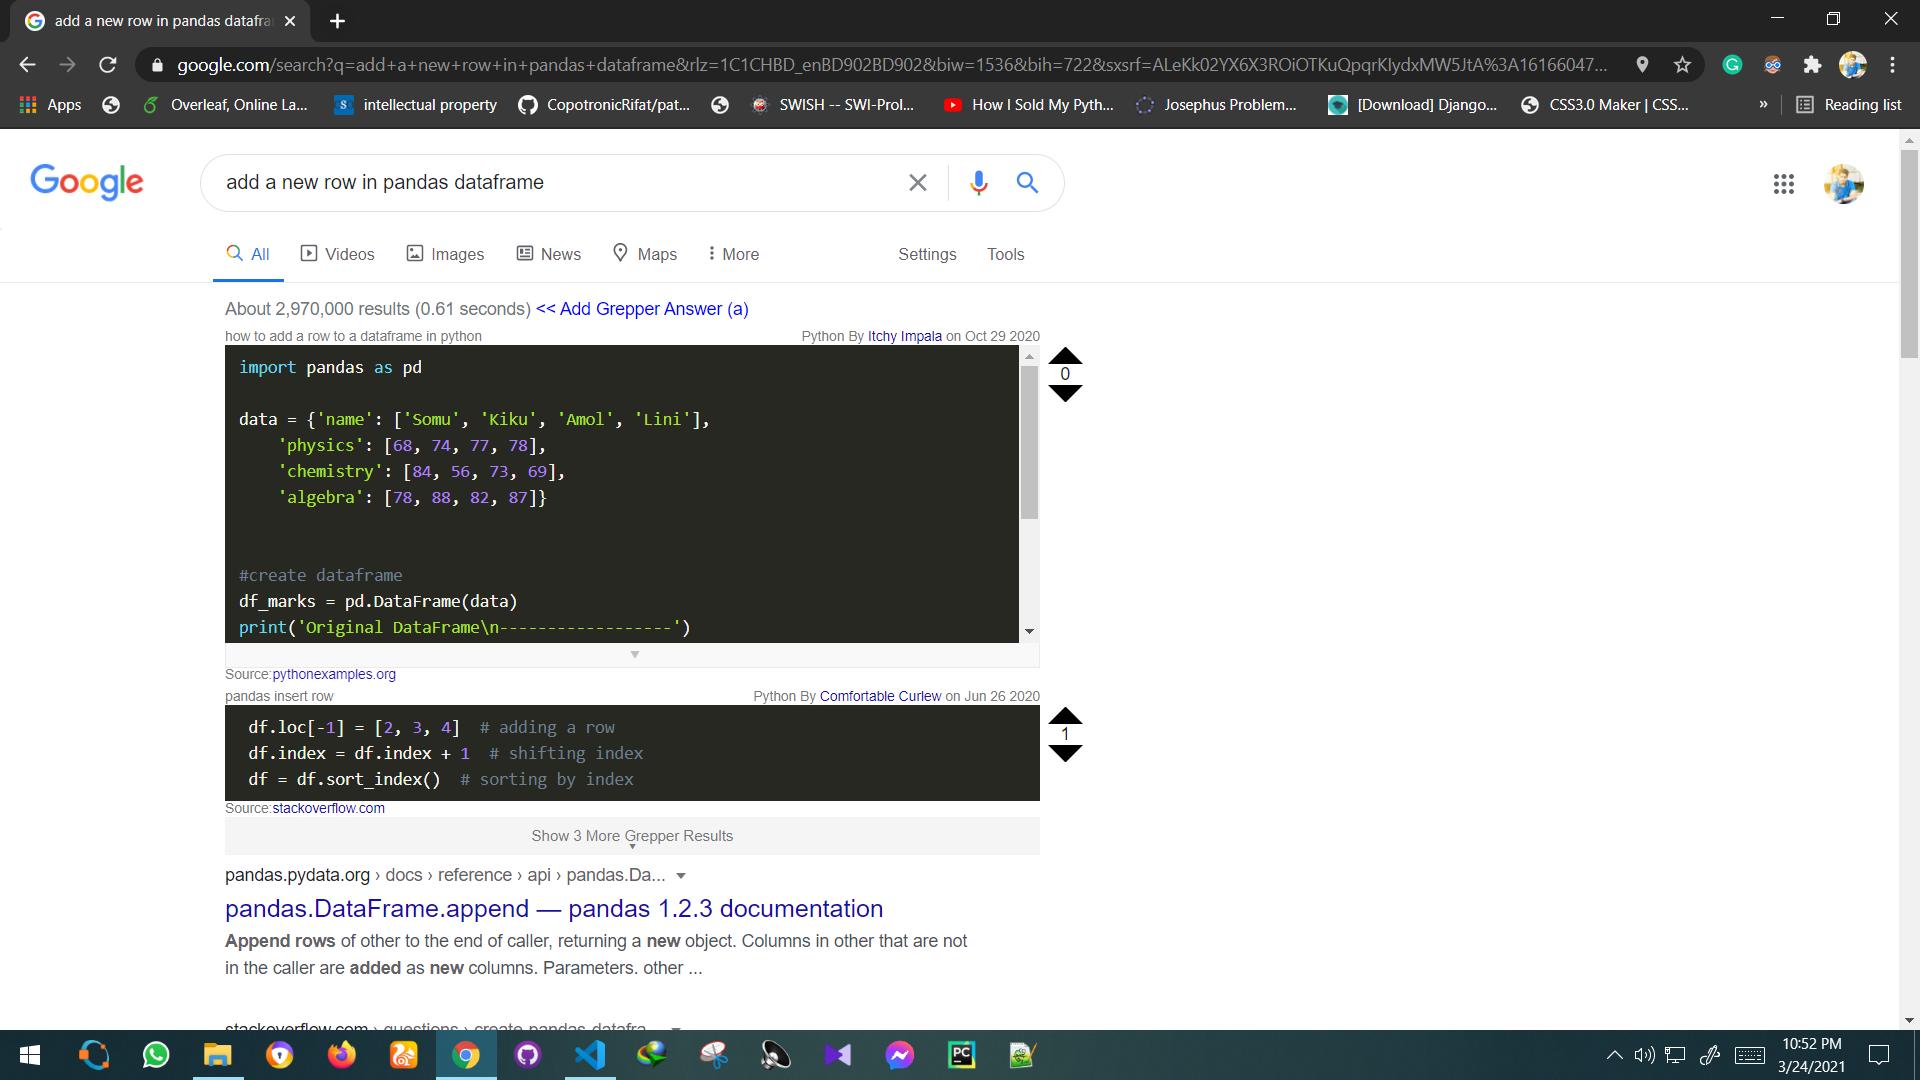 add a new row in pandas datafra
google.com/search?q=add+a+new+row+in+pandas+dataframe&rlz=1C1CHBD_enBD902BD902&biw=1536&bih=722&sxsrf=ALeKk02YX6X3ROiOTKuQpqrKIydxMW5JtA%3A16166047...
Apps
Overleaf, Online La...
intellectual property
CopotronicRifat/pat...
SWISH -- SWI-Prol...
How I Sold My Pyth...
Josephus Problem...
[Download] Django...
CSS3.0 Maker | CSS...
»
Reading list
Google
add a new row in pandas dataframe
All Videos Images News Maps More Settings Tools
About 2,970,000 results (0.61 seconds) << Add Grepper Answer (a)
how to add a row to a dataframe in python Python By Itchy Impala on Oct 29 2020
import pandas as pd
0
data = {'name': ['Somu', 'Kiku', 'Amol', 'Lini'],
'physics': [68, 74, 77, 78],
'chemistry': [84, 56, 73, 69],
'algebra': [78, 88, 82, 87]}
#create dataframe
df_marks = pd.DataFrame(data)
print('Original DataFrame\n------------------')
Source:pythonexamples.org
pandas insert row Python By Comfortable Curlew on Jun 26 2020
df.loc[-1] = [2, 3, 4]  # adding a row
1
df.index = df.index + 1  # shifting index
df = df.sort_index()  # sorting by index
Source:stackoverflow.com
Show 3 More Grepper Results
pandas.pydata.org › docs › reference › api › pandas.Da...
pandas.DataFrame.append — pandas 1.2.3 documentation
Append rows of other to the end of caller, returning a new object. Columns in other that are not
in the caller are added as new columns. Parameters. other ...
stackoverflow.com › questions › create-pandas-datafra...
PC
10:52 PM
3/24/2021